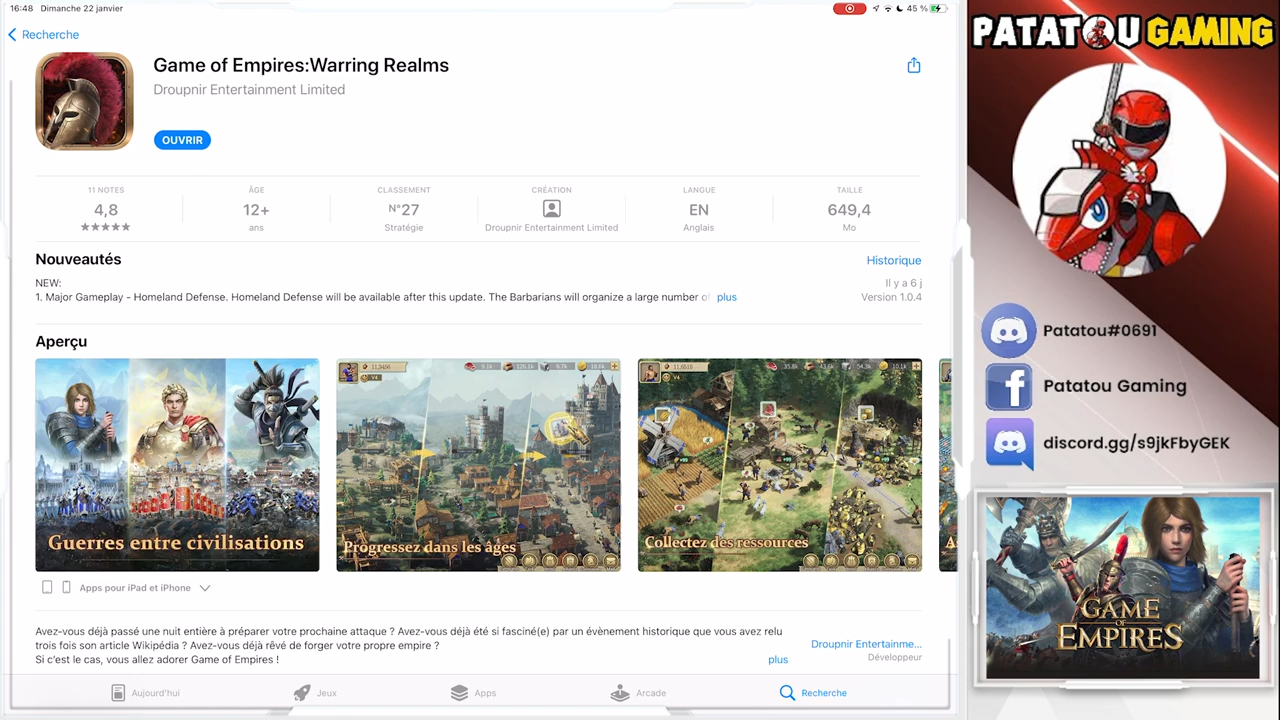 16:48 Dimanche 22 janvier
45 %
Recherche
Game of Empires:Warring Realms
Droupnir Entertainment Limited
OUVRIR
11 NOTES
4,8
ÂGE
12+
ans
CLASSEMENT
N°27
Stratégie
CRÉATION
Droupnir Entertainment Limited
LANGUE
EN
Anglais
TAILLE
649,4
Mo
Nouveautés
Historique
NEW:
Il y a 6 j
1. Major Gameplay - Homeland Defense. Homeland Defense will be available after this update. The Barbarians will organize a large number o plus
Version 1.0.4
Aperçu
Guerres entre civilisations
Progressez dans les âges
Collectez des ressources
Apps pour iPad et iPhone
Avez-vous déjà passé une nuit entière à préparer votre prochaine attaque ? Avez-vous déjà été si fasciné(e) par un évènement historique que vous avez relu
trois fois son article Wikipédia ? Avez-vous déjà rêvé de forger votre propre empire ?
Si c'est le cas, vous allez adorer Game of Empires !
plus
Droupnir Entertainme...
Développeur
Aujourd'hui
Jeux
Apps
Arcade
Recherche
PATATOU GAMING
Patatou#0691
Patatou Gaming
discord.gg/s9jkFbyGEK
GAME
OF
EMPIRES